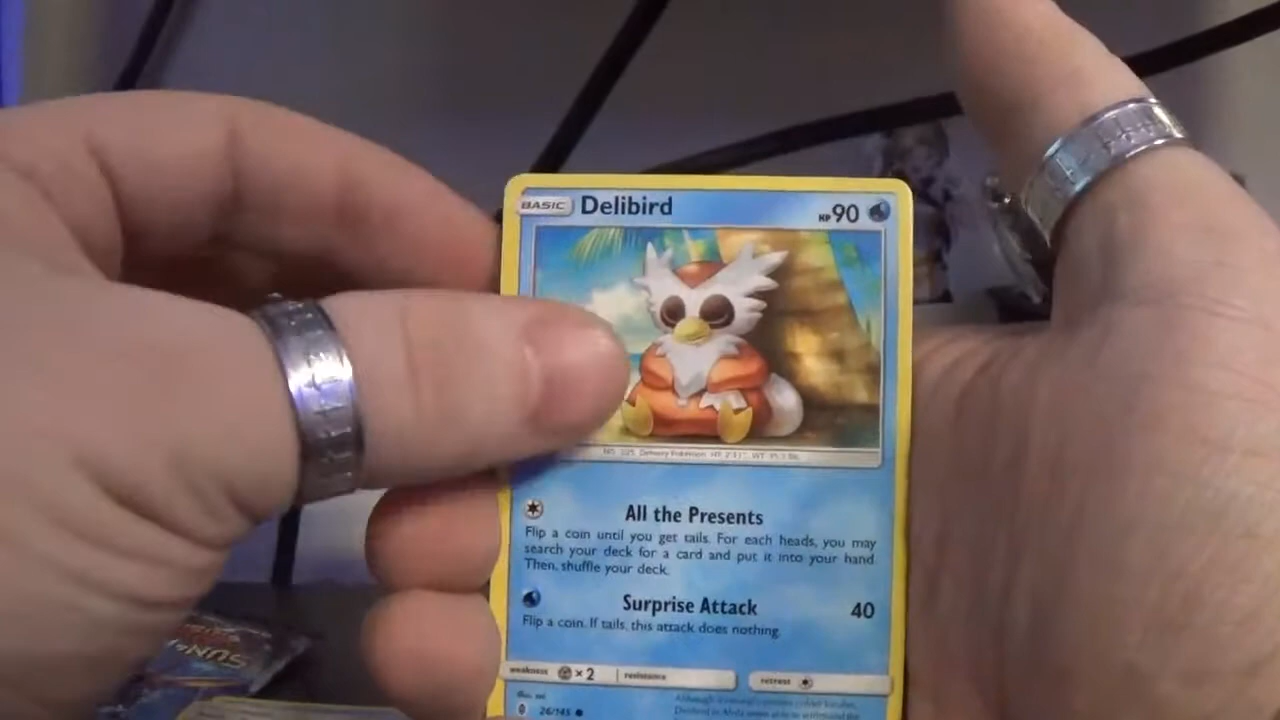 BASIC Delibird HP 90
All the Presents
Flip a coin until you get tails. For each heads, you may
search your deck for a card and put it into your hand.
Then, shuffle your deck.
Surprise Attack 40
Flip a coin. If tails, this attack does nothing.
weakness ×2 resistance retreat
26/145
SUN &